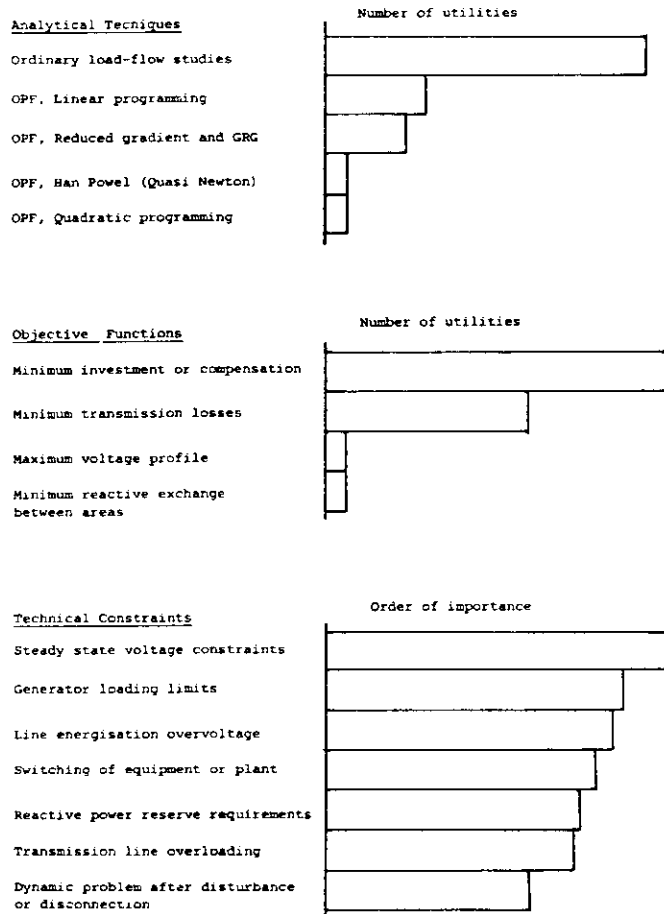 Number of utilities
Analytical Tecniques
Ordinary load-flow studies
OPF, Linear programming
OPF, Reduced gradient and GRG
OPF, Han Powel (Quasi Newton)
OPF, Quadratic programming
Number of utilities
Objective Functions
Minimum investment or compensation
Minimum transmission losses
Maximum voltage profile
Minimum reactive exchange
between areas
Order of importance
Technical Constraints
Steady state voltage constraints
Generator loading limits
Line energisation overvoltage
Switching of equipment or plant
Reactive power reserve requirements
Transmission line overloading
Dynamic problem after disturbance
or disconnection